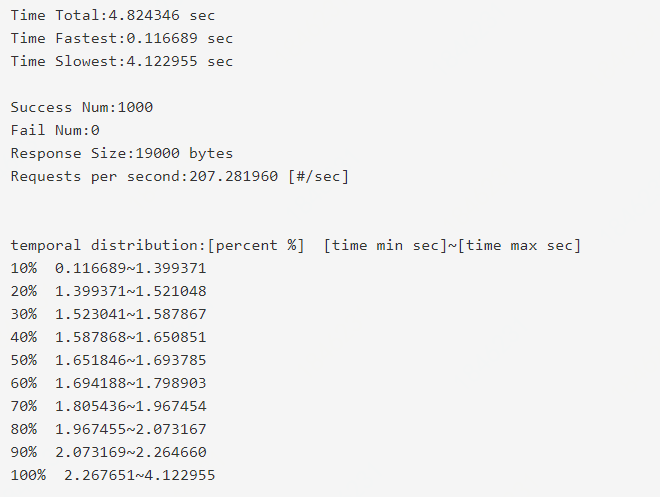 Time Total:4.824346 sec
Time Fastest:0.116689 sec
Time Slowest:4.122955 sec
Success Num:1000
Fail Num:0
Response Size:19000 bytes
Requests per second:207.281960 [#/sec]
temporal distribution:[percent %]  [time min sec]~[time max sec]
10%  0.116689~1.399371
20%  1.399371~1.521048
30%  1.523041~1.587867
40%  1.587868~1.650851
50%  1.651846~1.693785
60%  1.694188~1.798903
70%  1.805436~1.967454
80%  1.967455~2.073167
90%  2.073169~2.264660
100%  2.267651~4.122955